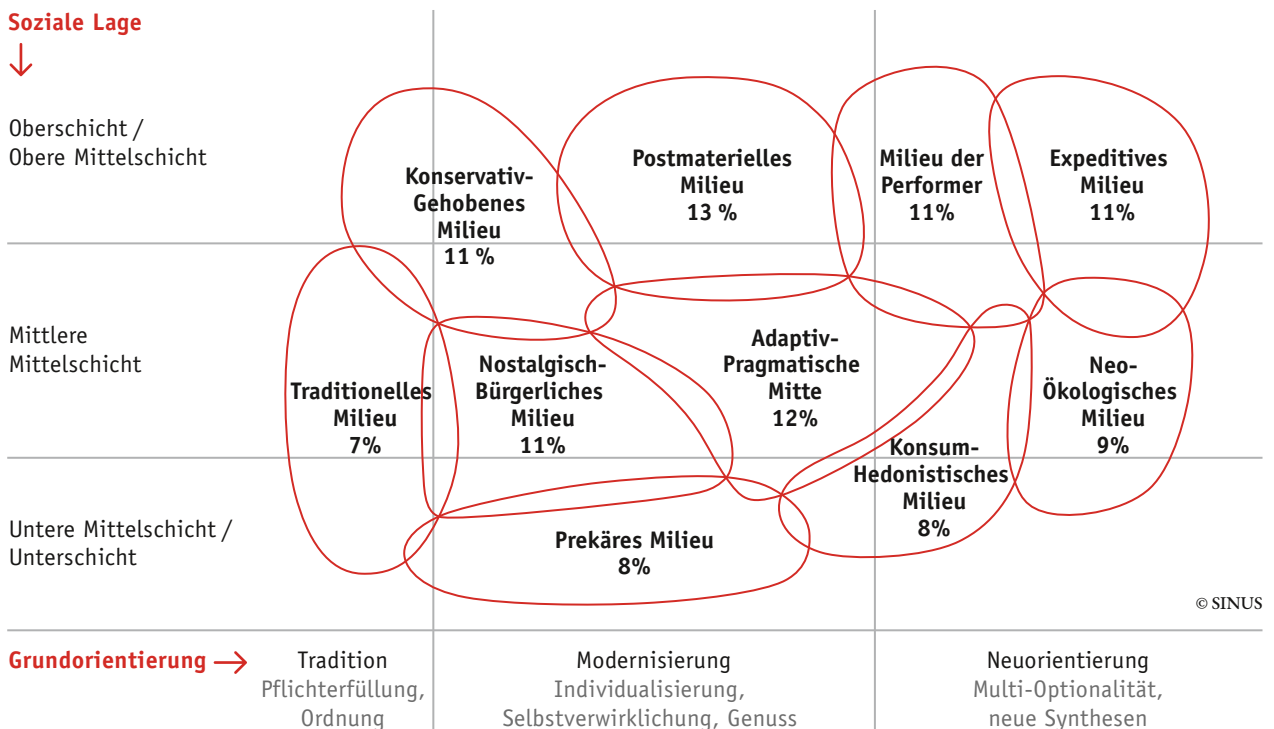 Soziale Lage
↓
Oberschicht /
Obere Mittelschicht
Konservativ-
Gehobenes
Milieu
11 %
Postmaterielles
Milieu
13 %
Milieu der
Performer
11%
Expeditives
Milieu
11%
Mittlere
Mittelschicht
Traditionelles
Milieu
7%
Nostalgisch-
Bürgerliches
Milieu
11%
Adaptiv-
Pragmatische
Mitte
12%
Konsum-
Hedonistisches
Milieu
8%
Neo-
Ökologisches
Milieu
9%
Untere Mittelschicht /
Unterschicht
Prekäres Milieu
8%
© SINUS
Grundorientierung →
Tradition
Pflichterfüllung,
Ordnung
Modernisierung
Individualisierung,
Selbstverwirklichung, Genuss
Neuorientierung
Multi-Optionalität,
neue Synthesen